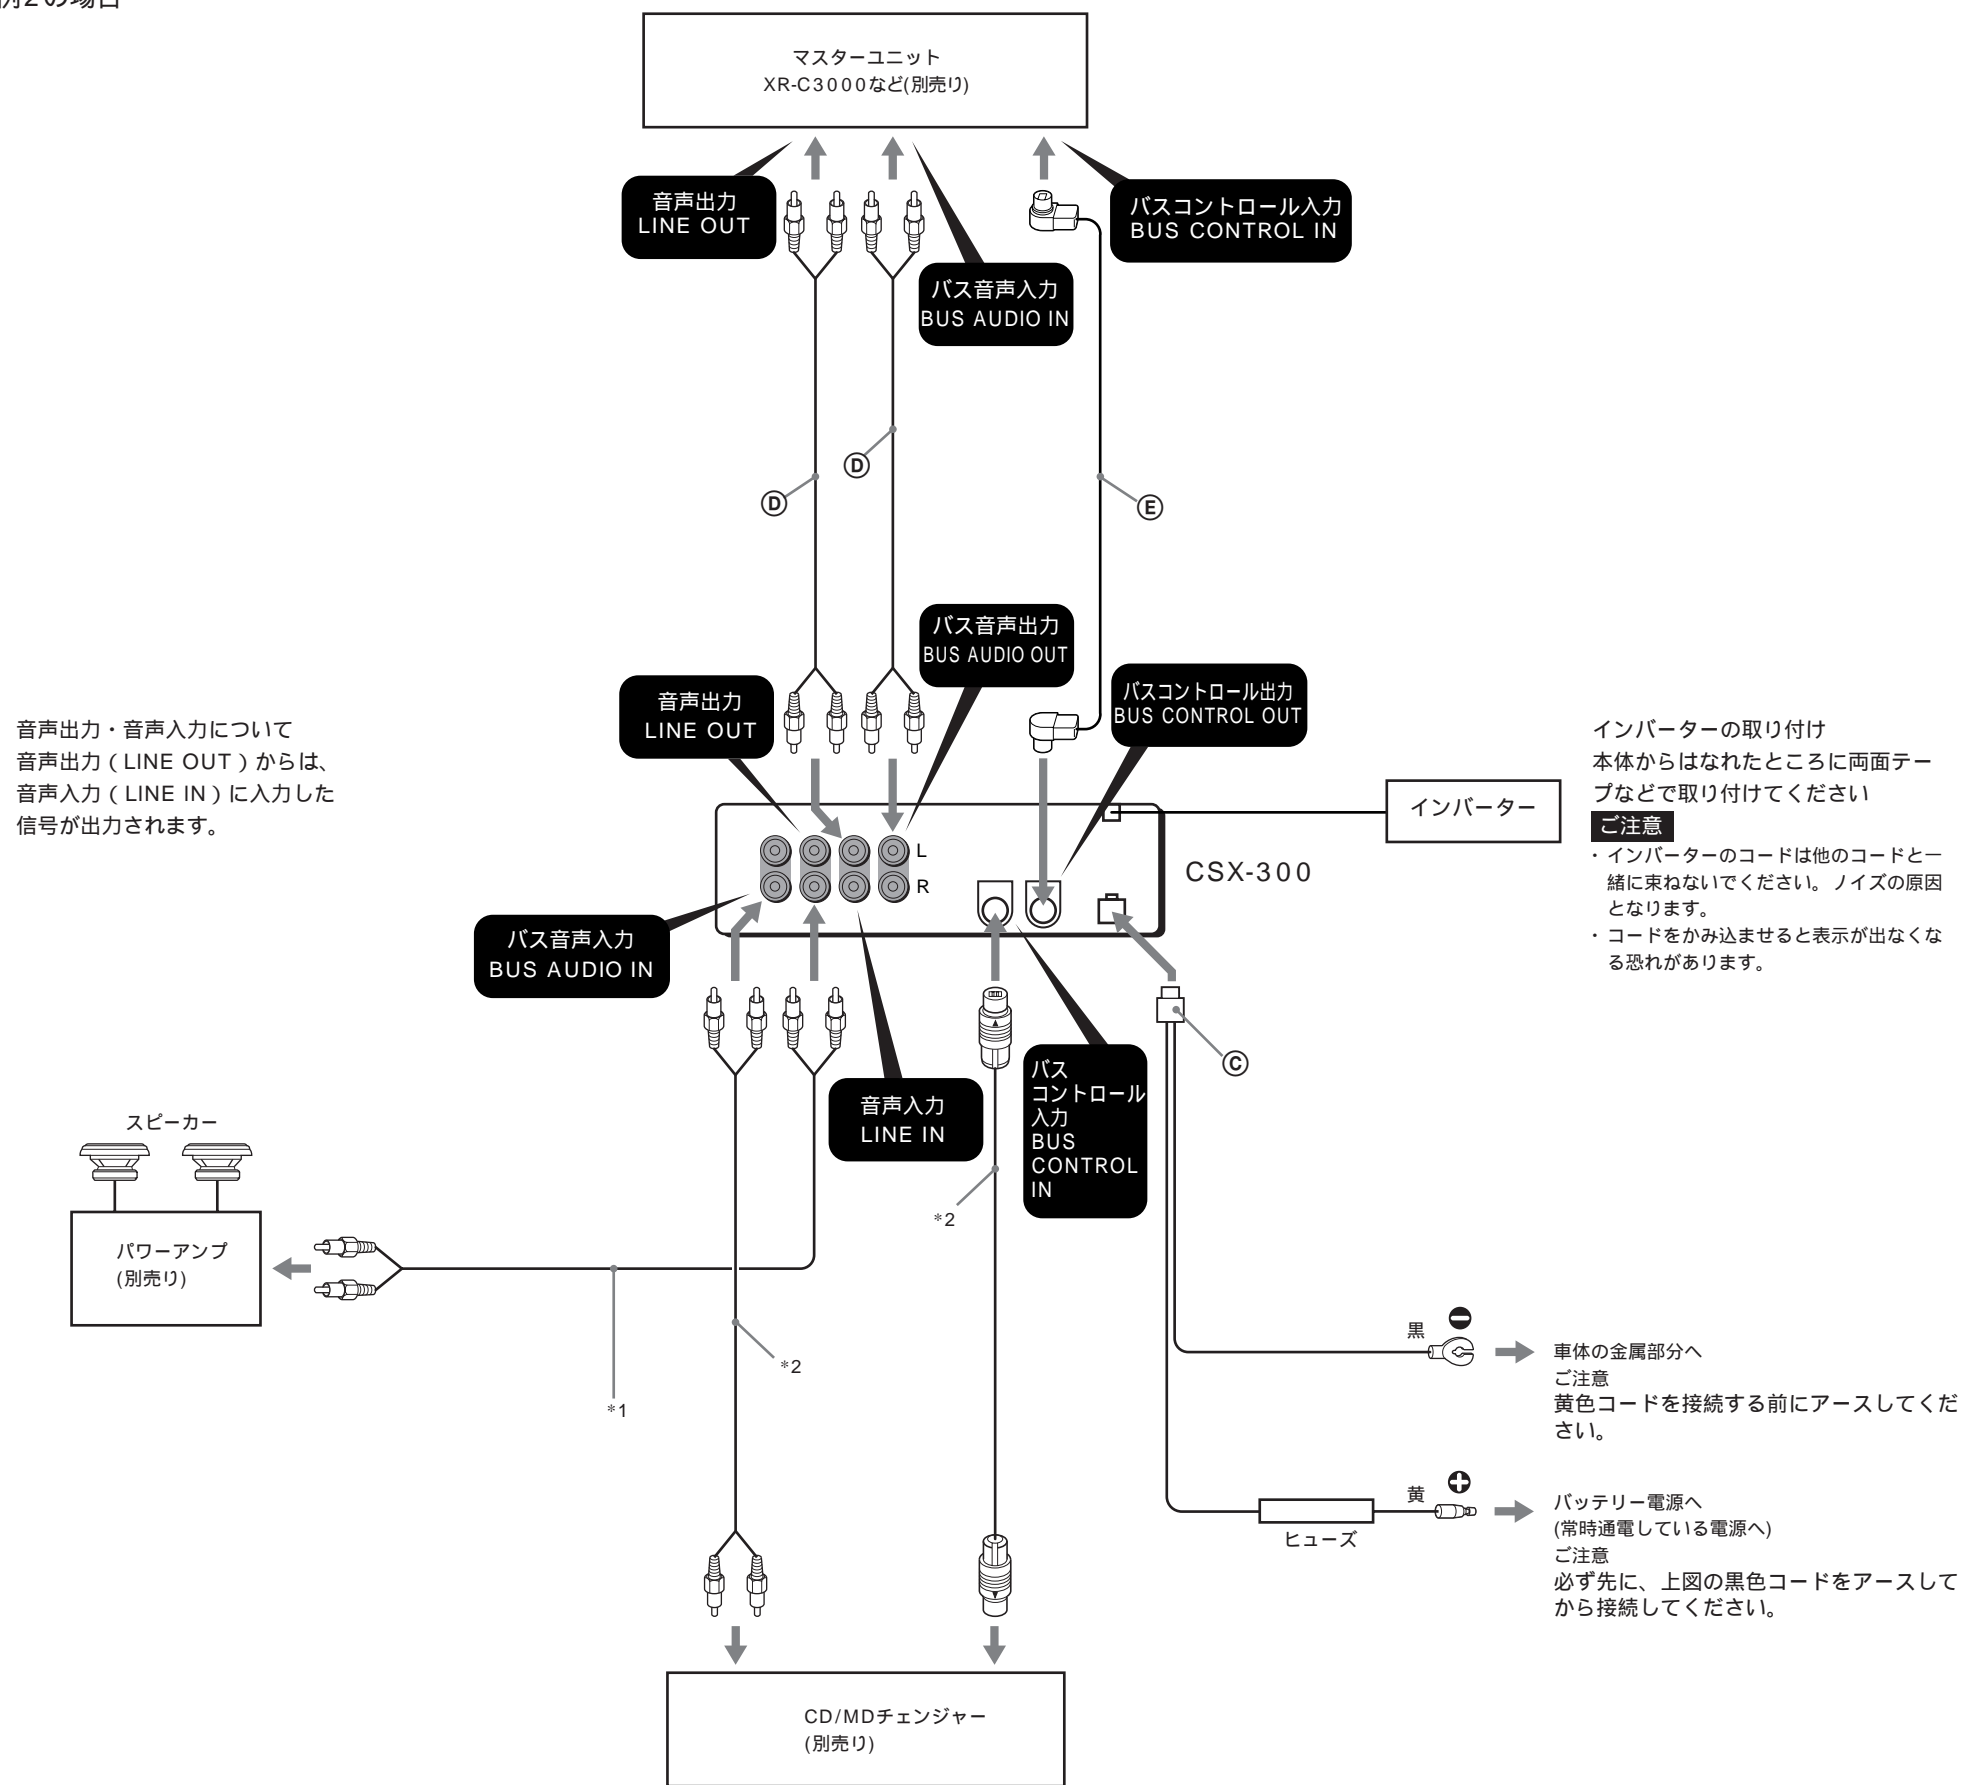 例2の場合
マスターユニット
XR-C3000など(別売り)
音声出力
LINE OUT
バスコントロール入力
BUS CONTROL IN
バス音声入力
BUS AUDIO IN
D
D
E
バス音声出力
BUS AUDIO OUT
音声出力
LINE OUT
バスコントロール出力
BUS CONTROL OUT
音声出力・音声入力について
音声出力(LINE OUT)からは、
音声入力(LINE IN)に入力した
信号が出力されます。
インバーター
インバーターの取り付け
本体からはなれたところに両面テー
プなどで取り付けてください
ご注意
・インバーターのコードは他のコードと一
緒に束ねないでください。ノイズの原因
となります。
・コードをかみ込ませると表示が出なくな
る恐れがあります。
L
R
CSX-300
バス音声入力
BUS AUDIO IN
C
音声入力
LINE IN
バス
コントロール
入力
BUS
CONTROL
IN
スピーカー
パワーアンプ
(別売り)
*2
*2
*1
黒
車体の金属部分へ
ご注意
黄色コードを接続する前にアースしてくだ
さい。
黄
ヒューズ
バッテリー電源へ
(常時通電している電源へ)
ご注意
必ず先に、上図の黒色コードをアースして
から接続してください。
CD/MDチェンジャー
(別売り)